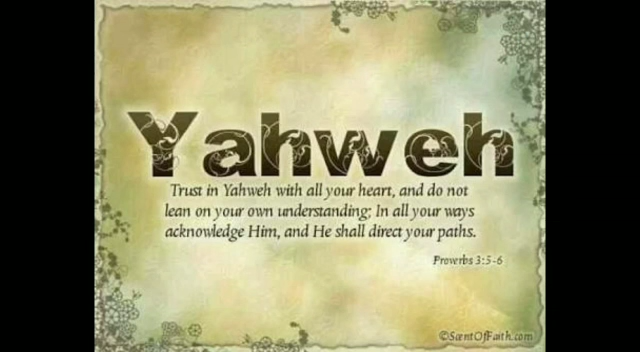 Yahweh
Trust in Yahweh with all your heart, and do not
lean on your own understanding; In all your ways
acknowledge Him, and He shall direct your paths.
Proverbs 3:5-6
©ScentOfFaith.com